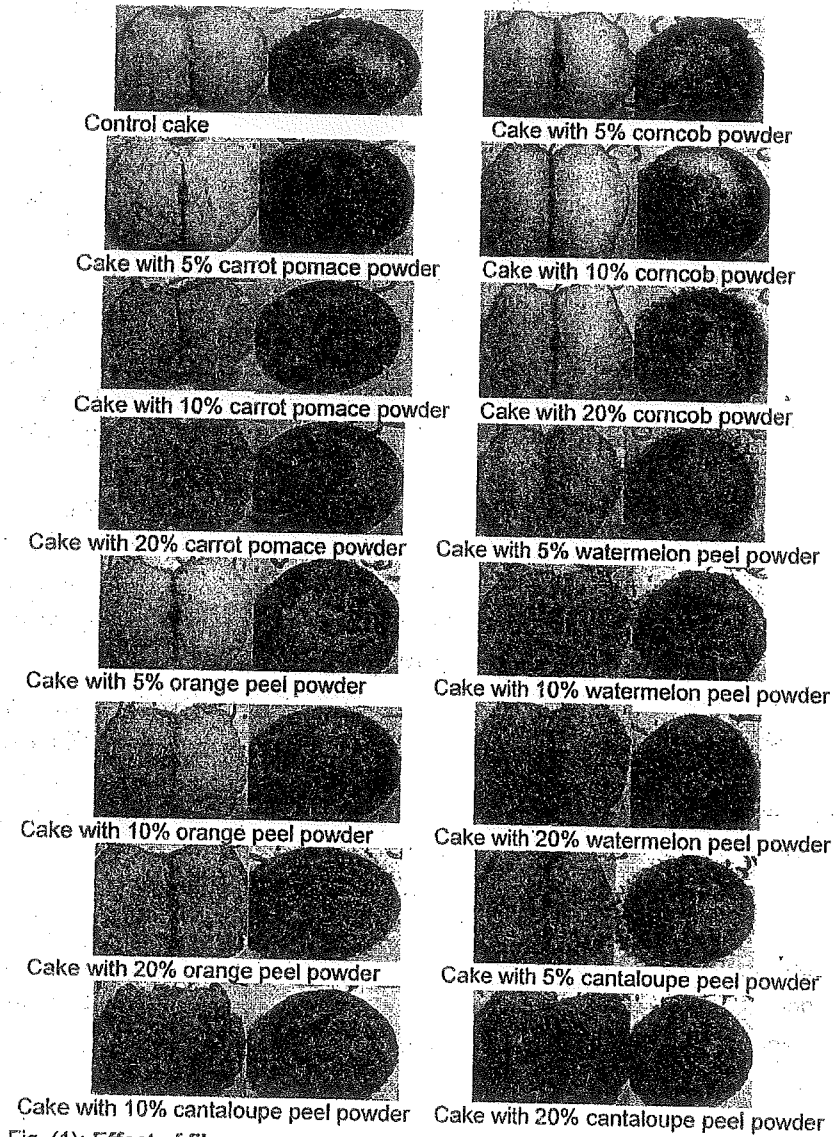 Control cake
Cake with 5% corncob powder
Cake with 5% carrot pomace powder
Cake with 10% corncob powder
Cake with 10% carrot pomace powder
Cake with 20% corncob powder
Cake with 20% carrot pomace powder
Cake with 5% watermelon peel powder
Cake with 5% orange peel powder
Cake with 10% watermelon peel powder
Cake with 10% orange peel powder
Cake with 20% watermelon peel powder
Cake with 20% orange peel powder
Cake with 5% cantaloupe peel powder
Cake with 10% cantaloupe peel powder
Cake with 20% cantaloupe peel powder
Fig. (1): Effect of